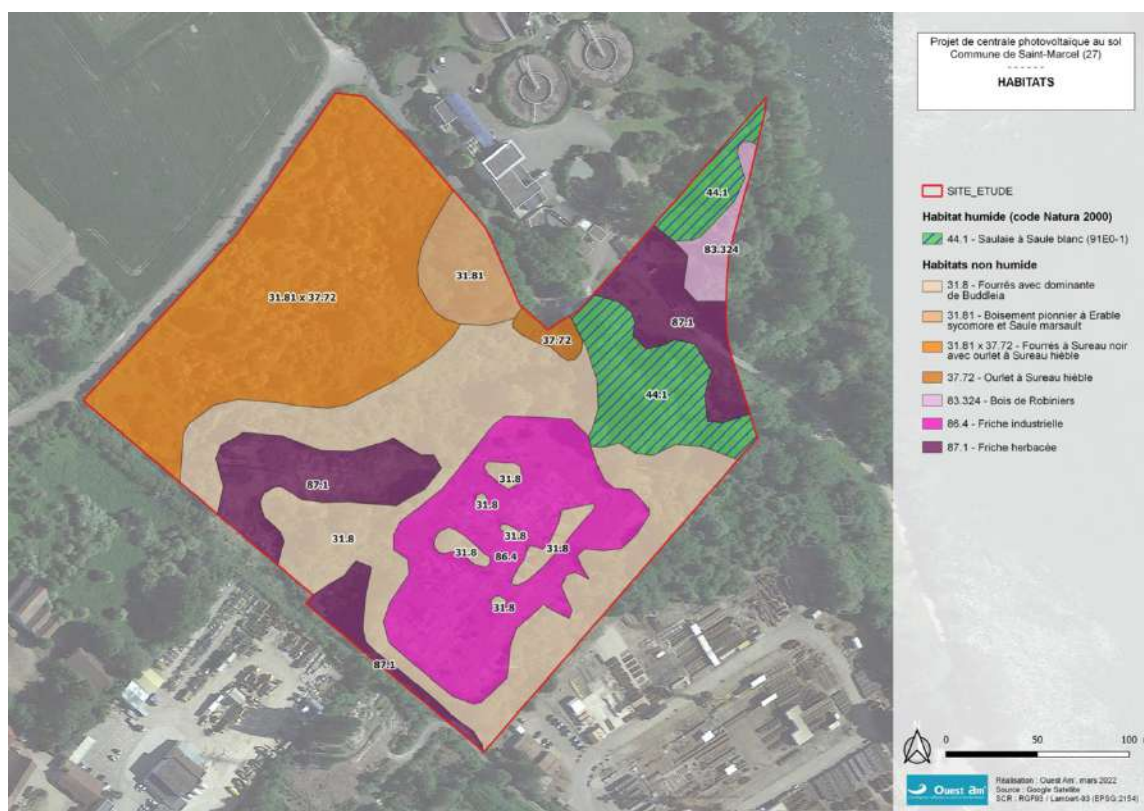 Projet de centrale photovoltaïque au sol
Commune de Saint-Marcel (27)
------
HABITATS
SITE_ETUDE
Habitat humide (code Natura 2000)
44.1 - Saulaie à Saule blanc (91E0-1)
Habitats non humide
31.8 - Fourrés avec dominante
de Buddleia
31.81 - Boisement pionnier à Erable
sycomore et Saule marsault
31.81 x 37.72 - Fourrés à Sureau noir
avec ourlet à Sureau hièble
37.72 - Ourlet à Sureau hièble
83.324 - Bois de Robiniers
86.4 - Friche industrielle
87.1 - Friche herbacée
44.1
83.324
31.81
31.81 x 37.72
87.1
37.72
44.1
87.1
31.8
31.8
31.8
31.8
31.8
31.8
86.4
31.8
87.1
0 50 100
Ouest Am'
Réalisation : Ouest Am', mars 2022
Source : Google Satellite
SCR : RGF93 / Lambert-93 (EPSG:2154)